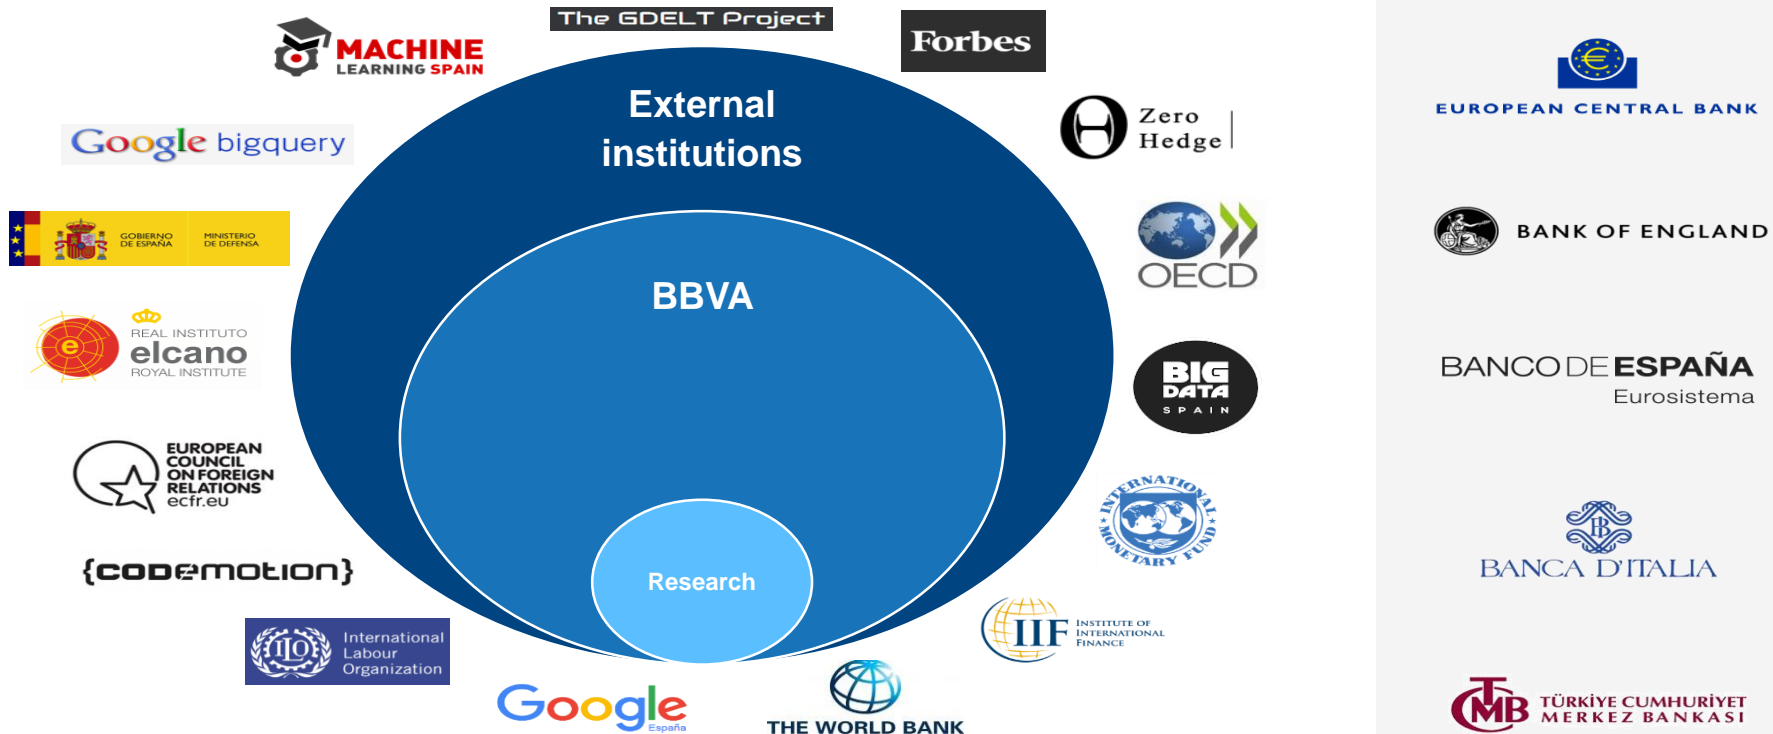 The GDELT Project
Forbes
MACHINE
LEARNING SPAIN
External
institutions
Zero
Hedge
Google bigquery
GOBIERNO
DE ESPAÑA
MINISTERIO
DE DEFENSA
OECD
BBVA
e
REAL INSTITUTO
elcano
ROYAL INSTITUTE
BIG
DATA
SPAIN
EUROPEAN
COUNCIL
ON FOREIGN
RELATIONS
ecfr.eu
INTERNATIONAL
MONETARY FUND
{codemotion}
Research
IIF
INSTITUTE OF
INTERNATIONAL
FINANCE
ILO
International
Labour
Organization
Google
España
THE WORLD BANK
€
EUROPEAN CENTRAL BANK
BANK OF ENGLAND
BANCO DE ESPAÑA
Eurosistema
BANCA D'ITALIA
TCMB
TÜRKİYE CUMHURİYET
MERKEZ BANKASI